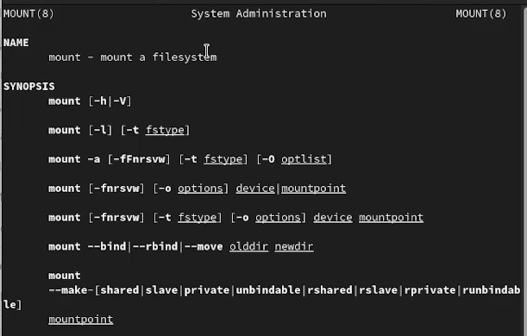 MOUNT(8) System Administration MOUNT(8)
NAME
mount - mount a filesystem
SYNOPSIS
mount [-h|-V]
mount [-l] [-t fstype]
mount -a [-fFnrsvw] [-t fstype] [-O optlist]
mount [-fnrsvw] [-o options] device|mountpoint
mount [-fnrsvw] [-t fstype] [-o options] device mountpoint
mount --bind|--rbind|--move olddir newdir
mount
--make-[shared|slave|private|unbindable|rshared|rslave|rprivate|runbindab
le]
mountpoint